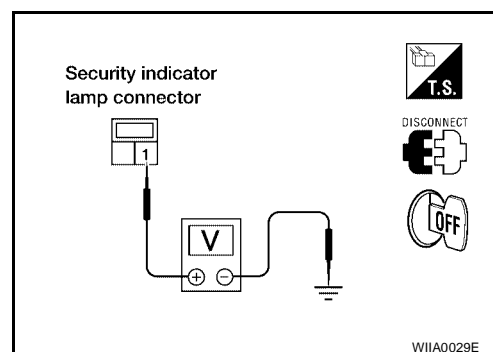 Security indicator
lamp connector
1
V
+ −
T.S.
DISCONNECT
OFF
WIIA0029E